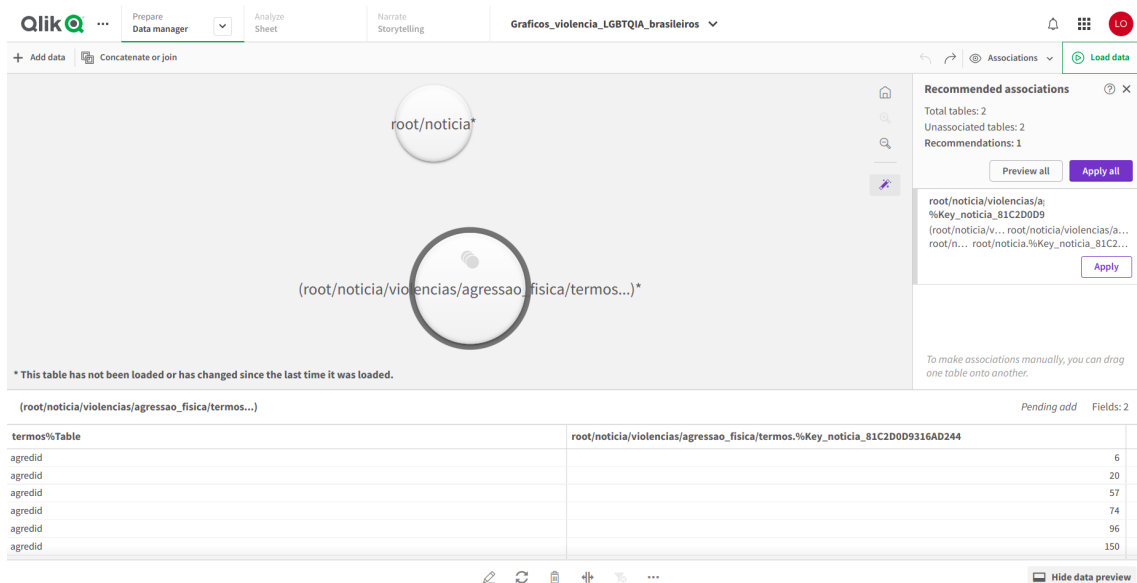 Qlik
Prepare
Data manager
Analyze
Sheet
Narrate
Storytelling
Graficos_violencia_LGBTQIA_brasileiros
LO
Add data
Concatenate or join
Associations
Load data
root/noticia*
(root/noticia/violencias/agressao_fisica/termos...)*
* This table has not been loaded or has changed since the last time it was loaded.
Recommended associations
Total tables: 2
Unassociated tables: 2
Recommendations: 1
Preview all
Apply all
root/noticia/violencias/a
%Key_noticia_81C2D0D9
(root/noticia/v... root/noticia/violencias/a...
root/n... root/noticia.%Key_noticia_81C2...
Apply
To make associations manually, you can drag
one table onto another.
(root/noticia/violencias/agressao_fisica/termos...)
Pending add Fields: 2
termos%Table root/noticia/violencias/agressao_fisica/termos.%Key_noticia_81C2D0D9316AD244
agredid 6
agredid 20
agredid 57
agredid 74
agredid 96
agredid 150
Hide data preview